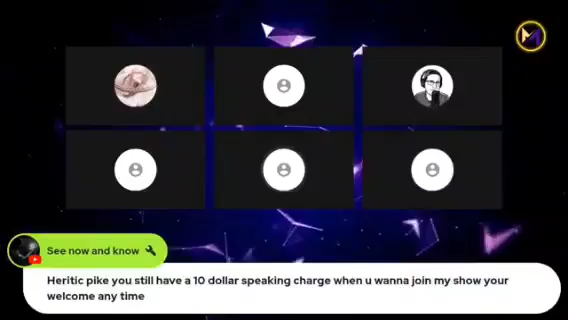 See now and know
Heritic pike you still have a 10 dollar speaking charge when u wanna join my show your
welcome any time